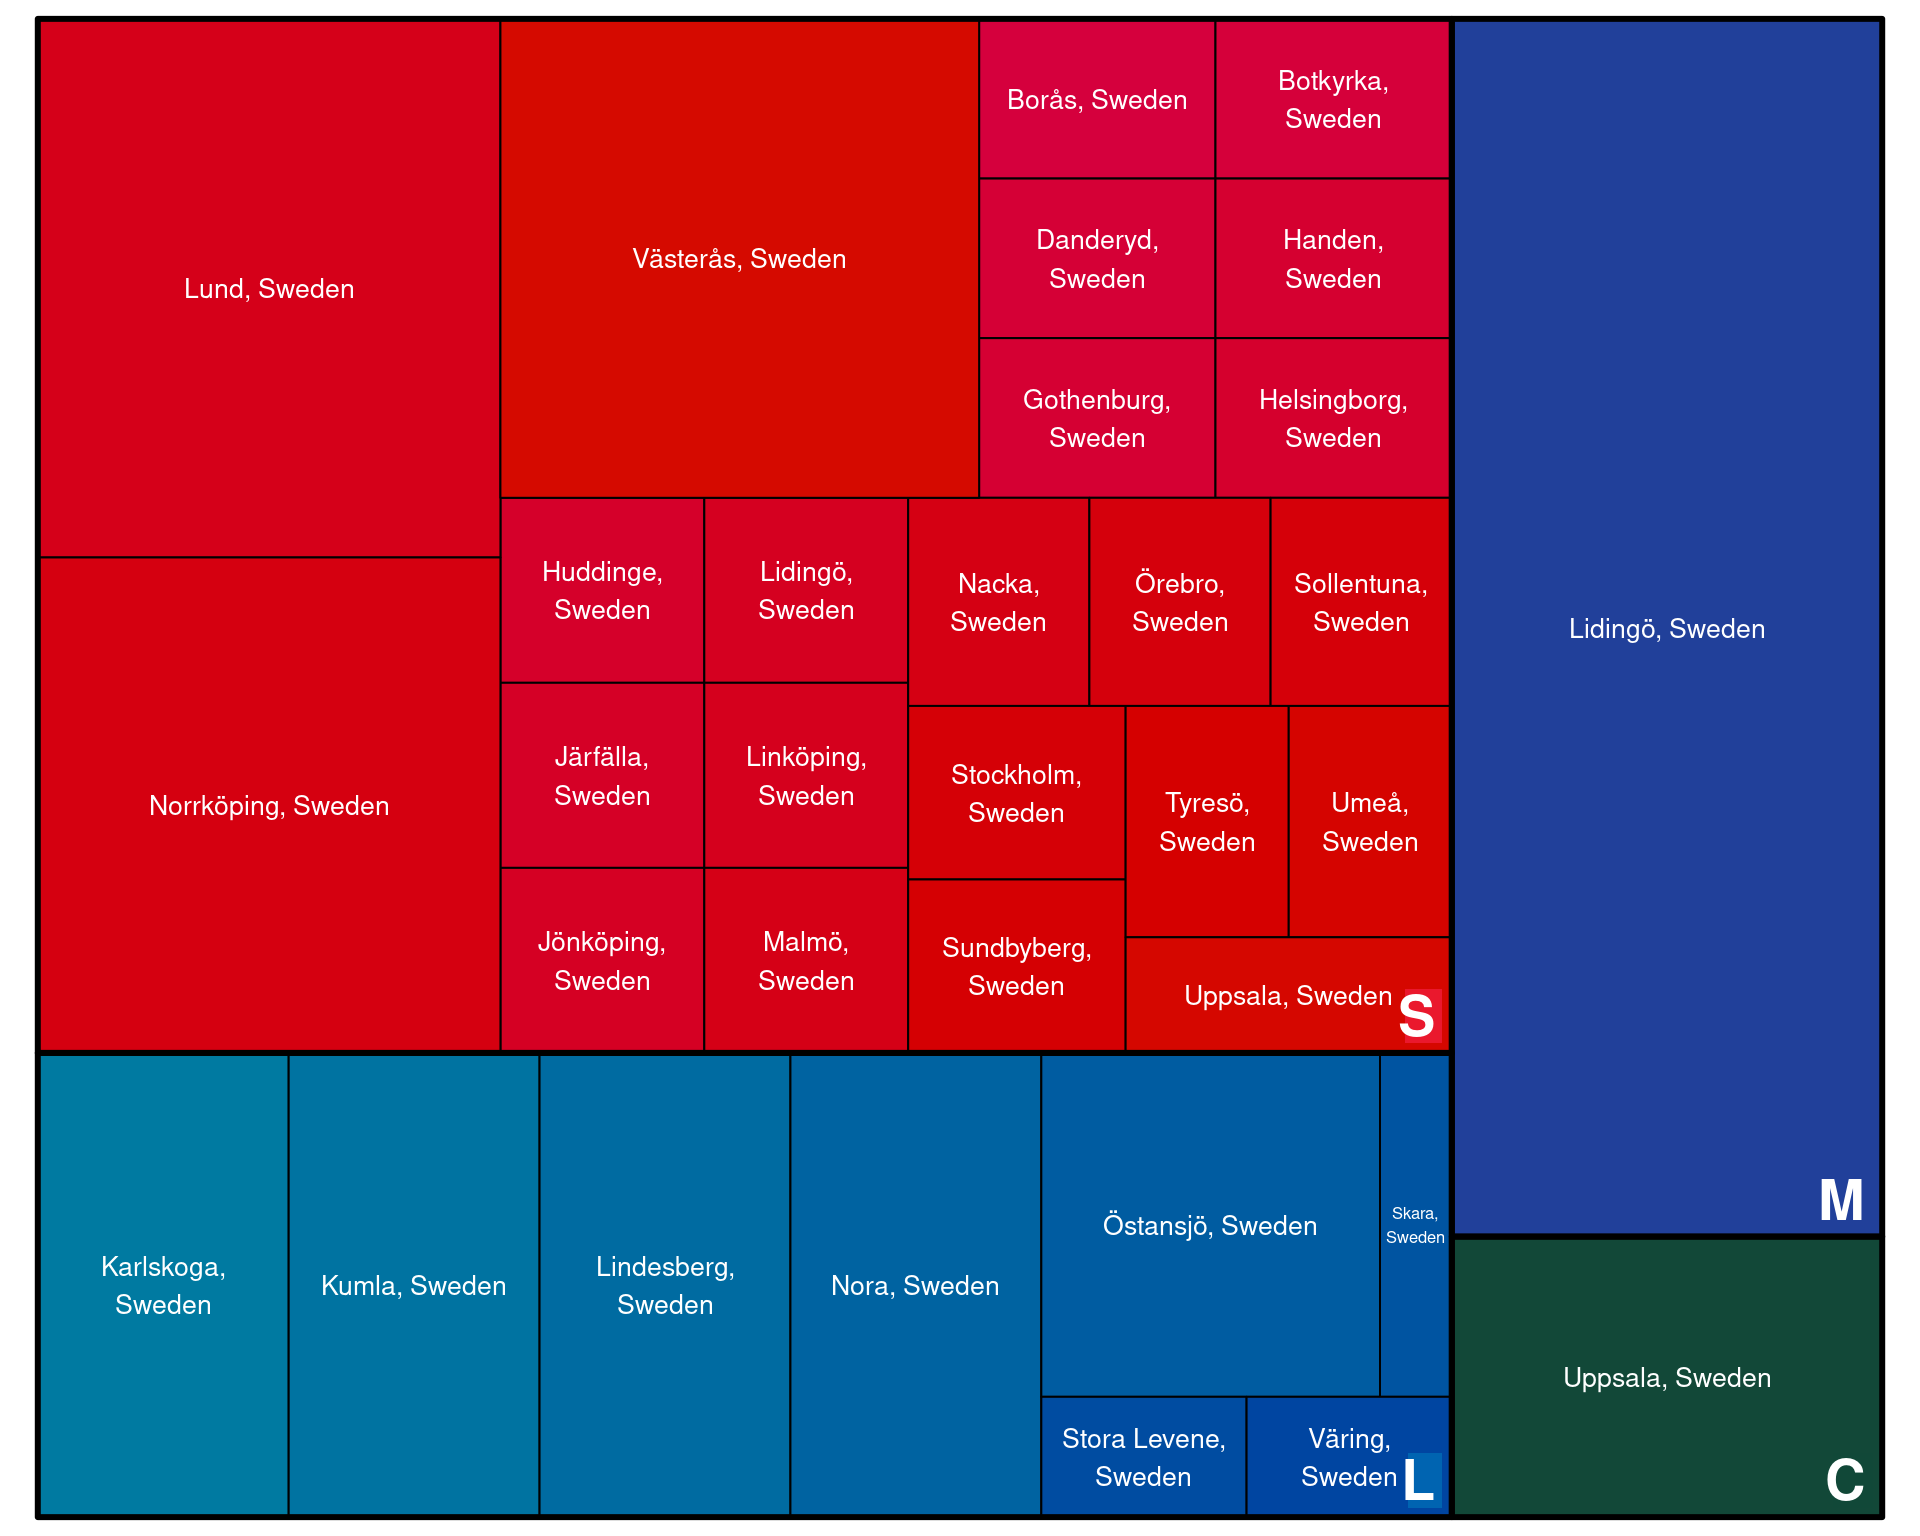 Lund, Sweden
Norrköping, Sweden
Västerås, Sweden
Borås, Sweden
Botkyrka,
Sweden
Danderyd,
Sweden
Handen,
Sweden
Gothenburg,
Sweden
Helsingborg,
Sweden
Huddinge,
Sweden
Lidingö,
Sweden
Järfälla,
Sweden
Linköping,
Sweden
Jönköping,
Sweden
Malmö,
Sweden
Nacka,
Sweden
Örebro,
Sweden
Sollentuna,
Sweden
Stockholm,
Sweden
Sundbyberg,
Sweden
Tyresö,
Sweden
Umeå,
Sweden
Uppsala, Sweden
S
Karlskoga,
Sweden
Kumla, Sweden
Lindesberg,
Sweden
Nora, Sweden
Östansjö, Sweden
Skara,
Sweden
Stora Levene,
Sweden
Väring,
Sweden
L
Lidingö, Sweden
M
Uppsala, Sweden
C